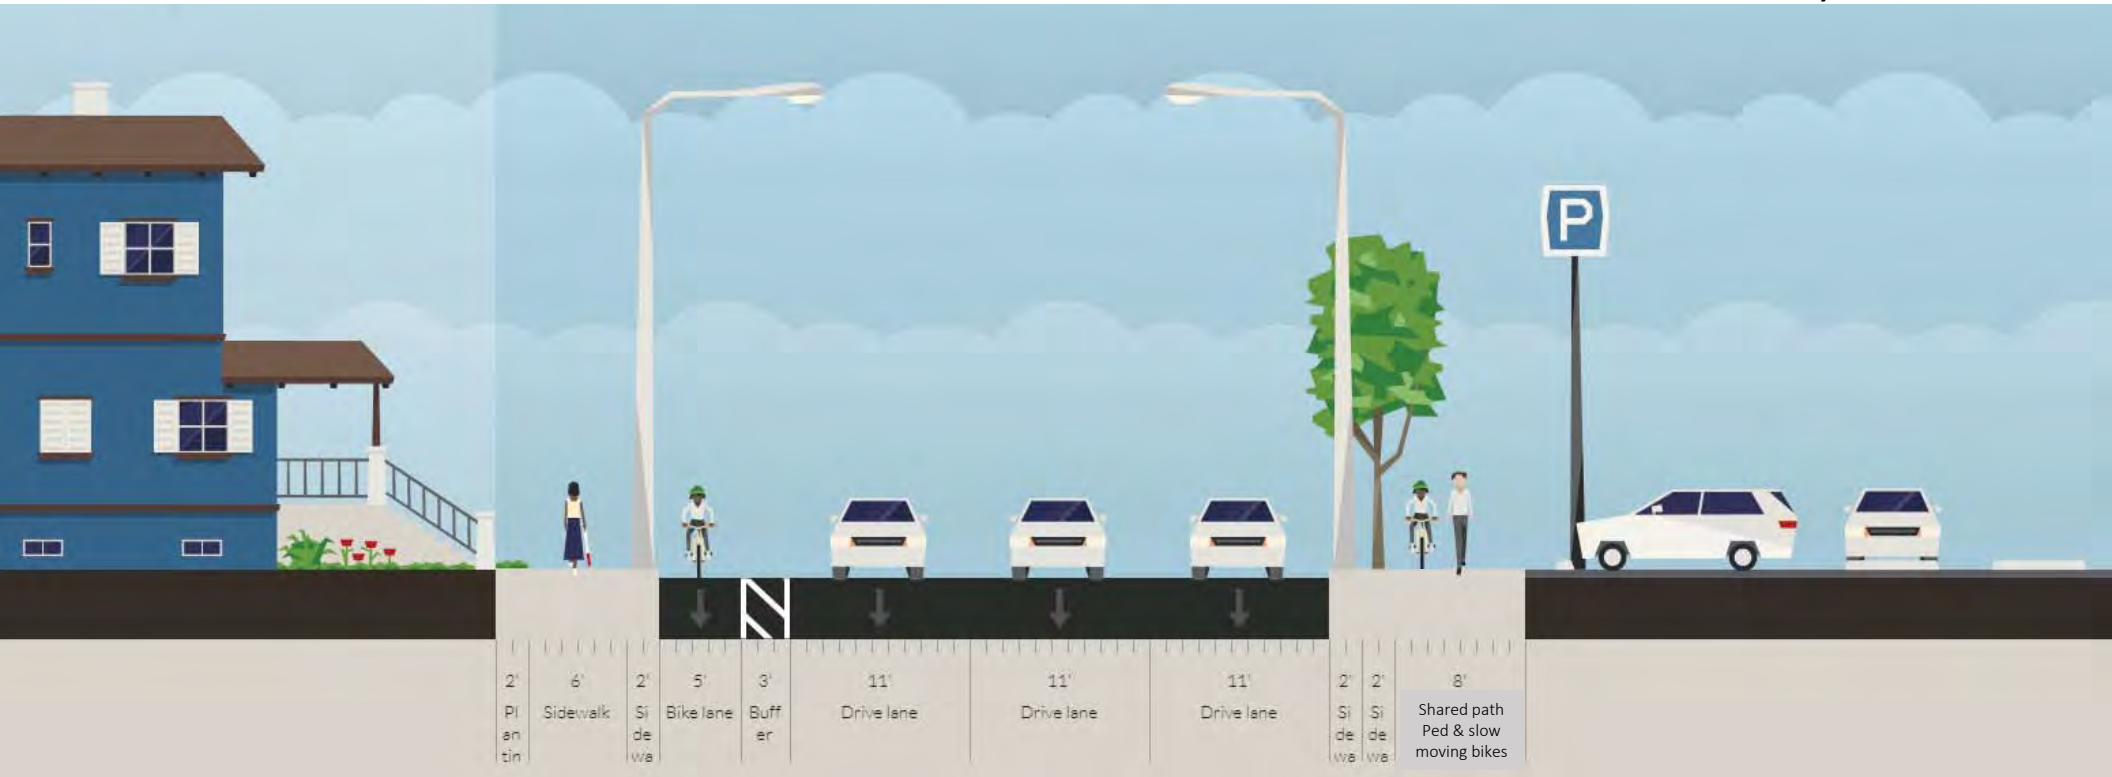 P
2' 6' 2' 5' 3' 11' 11' 11' 2' 2' 8'
Pl
an
tin
Sidewalk
Si
de
wa
Bike lane
Buff
er
Drive lane
Drive lane
Drive lane
Si
de
wa
Si
de
wa
Shared path
Ped & slow
moving bikes